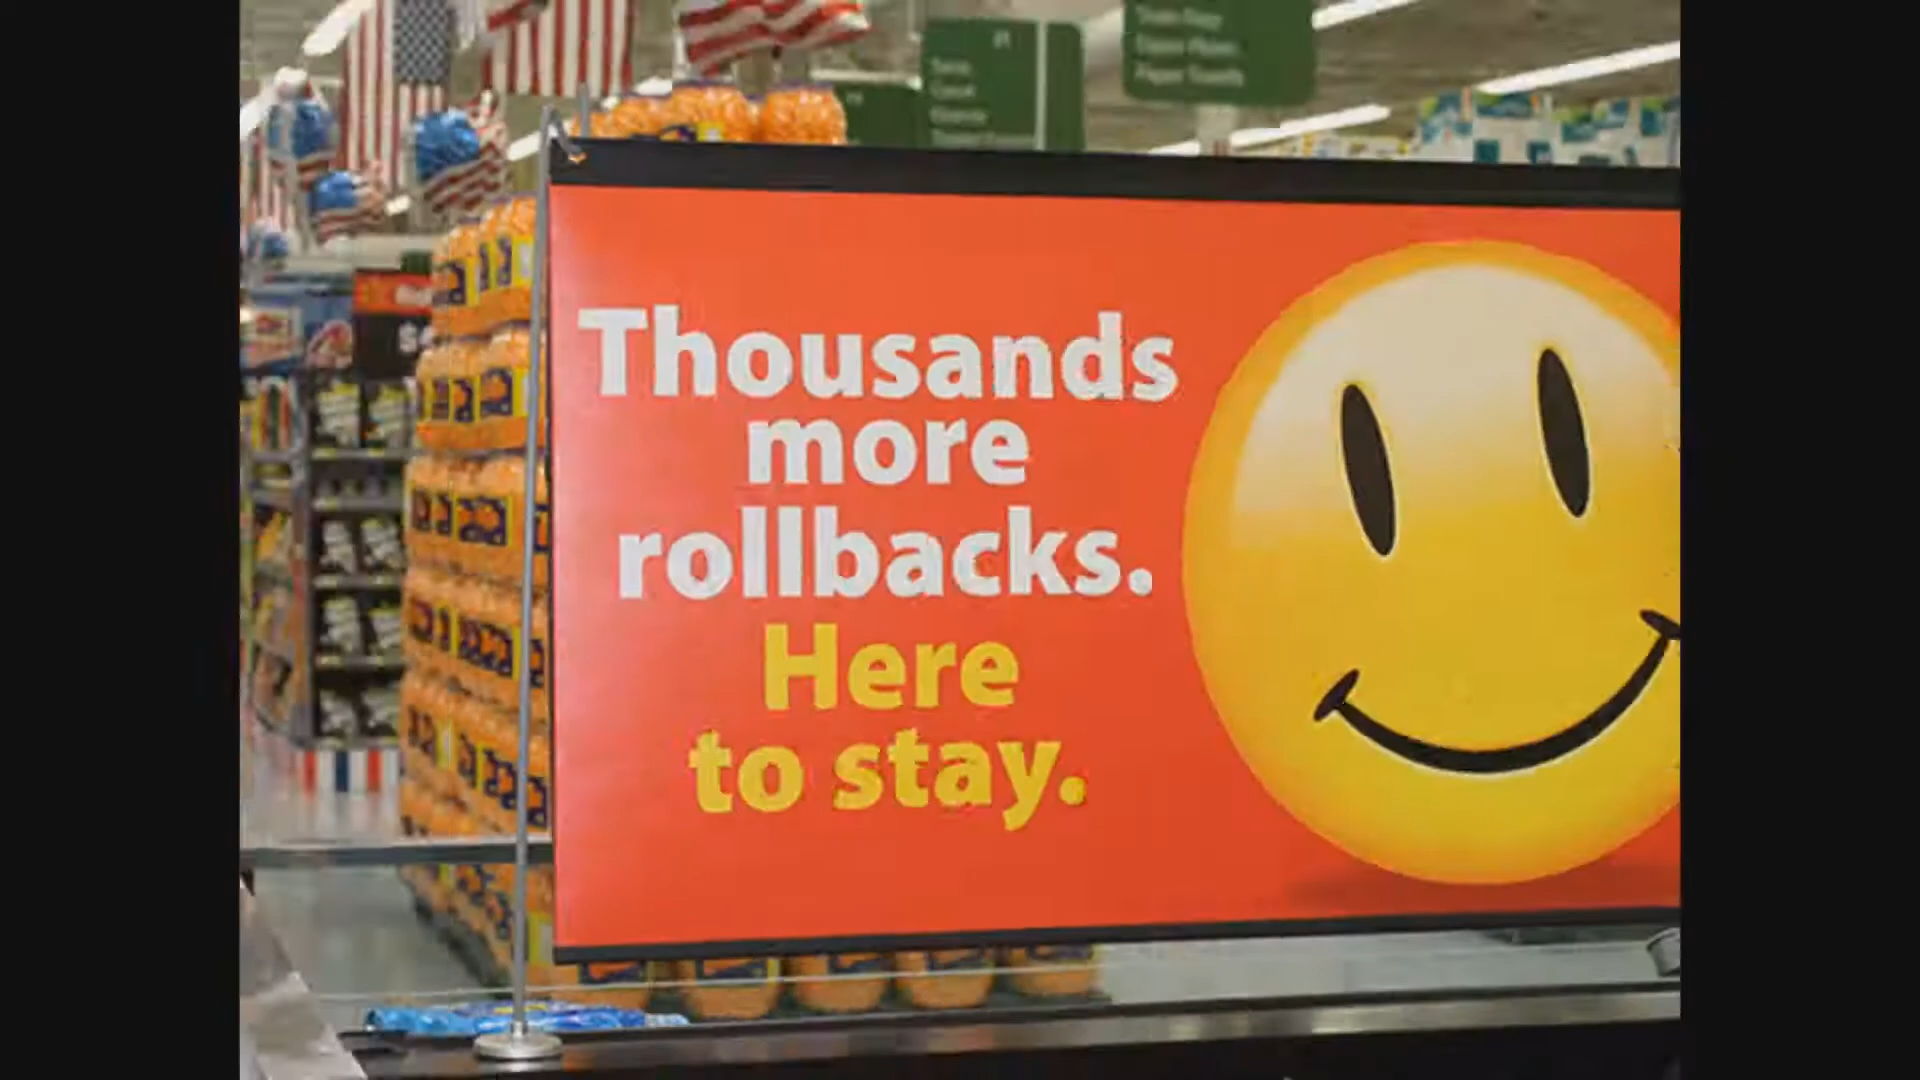 Thousands
more
rollbacks.
Here
to stay.